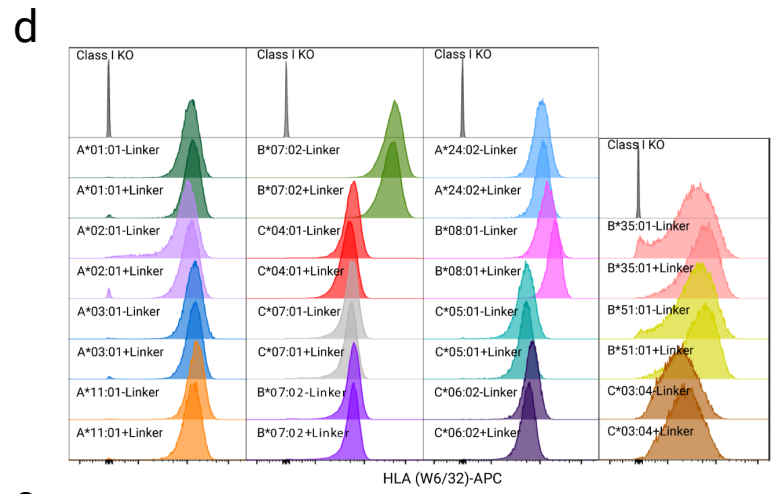 d
Class I KO
A*01:01-Linker
A*01:01+Linker
A*02:01-Linker
A*02:01+Linker
A*03:01-Linker
A*03:01+Linker
A*11:01-Linker
A*11:01+Linker
Class I KO
B*07:02-Linker
B*07:02+Linker
C*04:01-Linker
C*04:01+Linker
C*07:01-Linker
C*07:01+Linker
B*07:02-Linker
B*07:02+Linker
Class I KO
A*24:02-Linker
A*24:02+Linker
B*08:01-Linker
B*08:01+Linker
C*05:01-Linker
C*05:01+Linker
C*06:02-Linker
C*06:02+Linker
Class I KO
B*35:01-Linker
B*35:01+Linker
B*51:01-Linker
B*51:01+Linker
C*03:04-Linker
C*03:04+Linker
HLA (W6/32)-APC